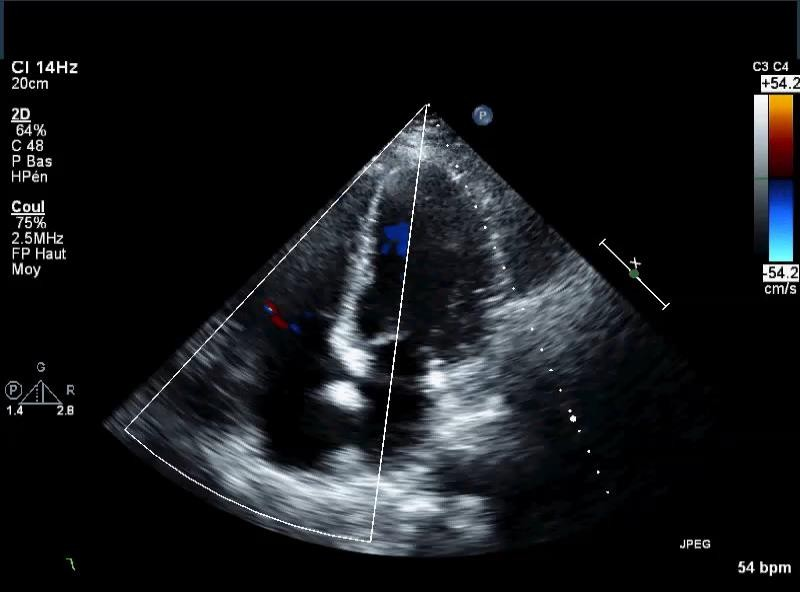 CI 14Hz
20cm
2D
64%
C 48
P Bas
HPén
Coul
75%
2.5MHz
FP Haut
Moy
P
G
P
R
1.4
2.8
C3 C4
+54.2
-54.2
cm/s
X
JPEG
54 bpm